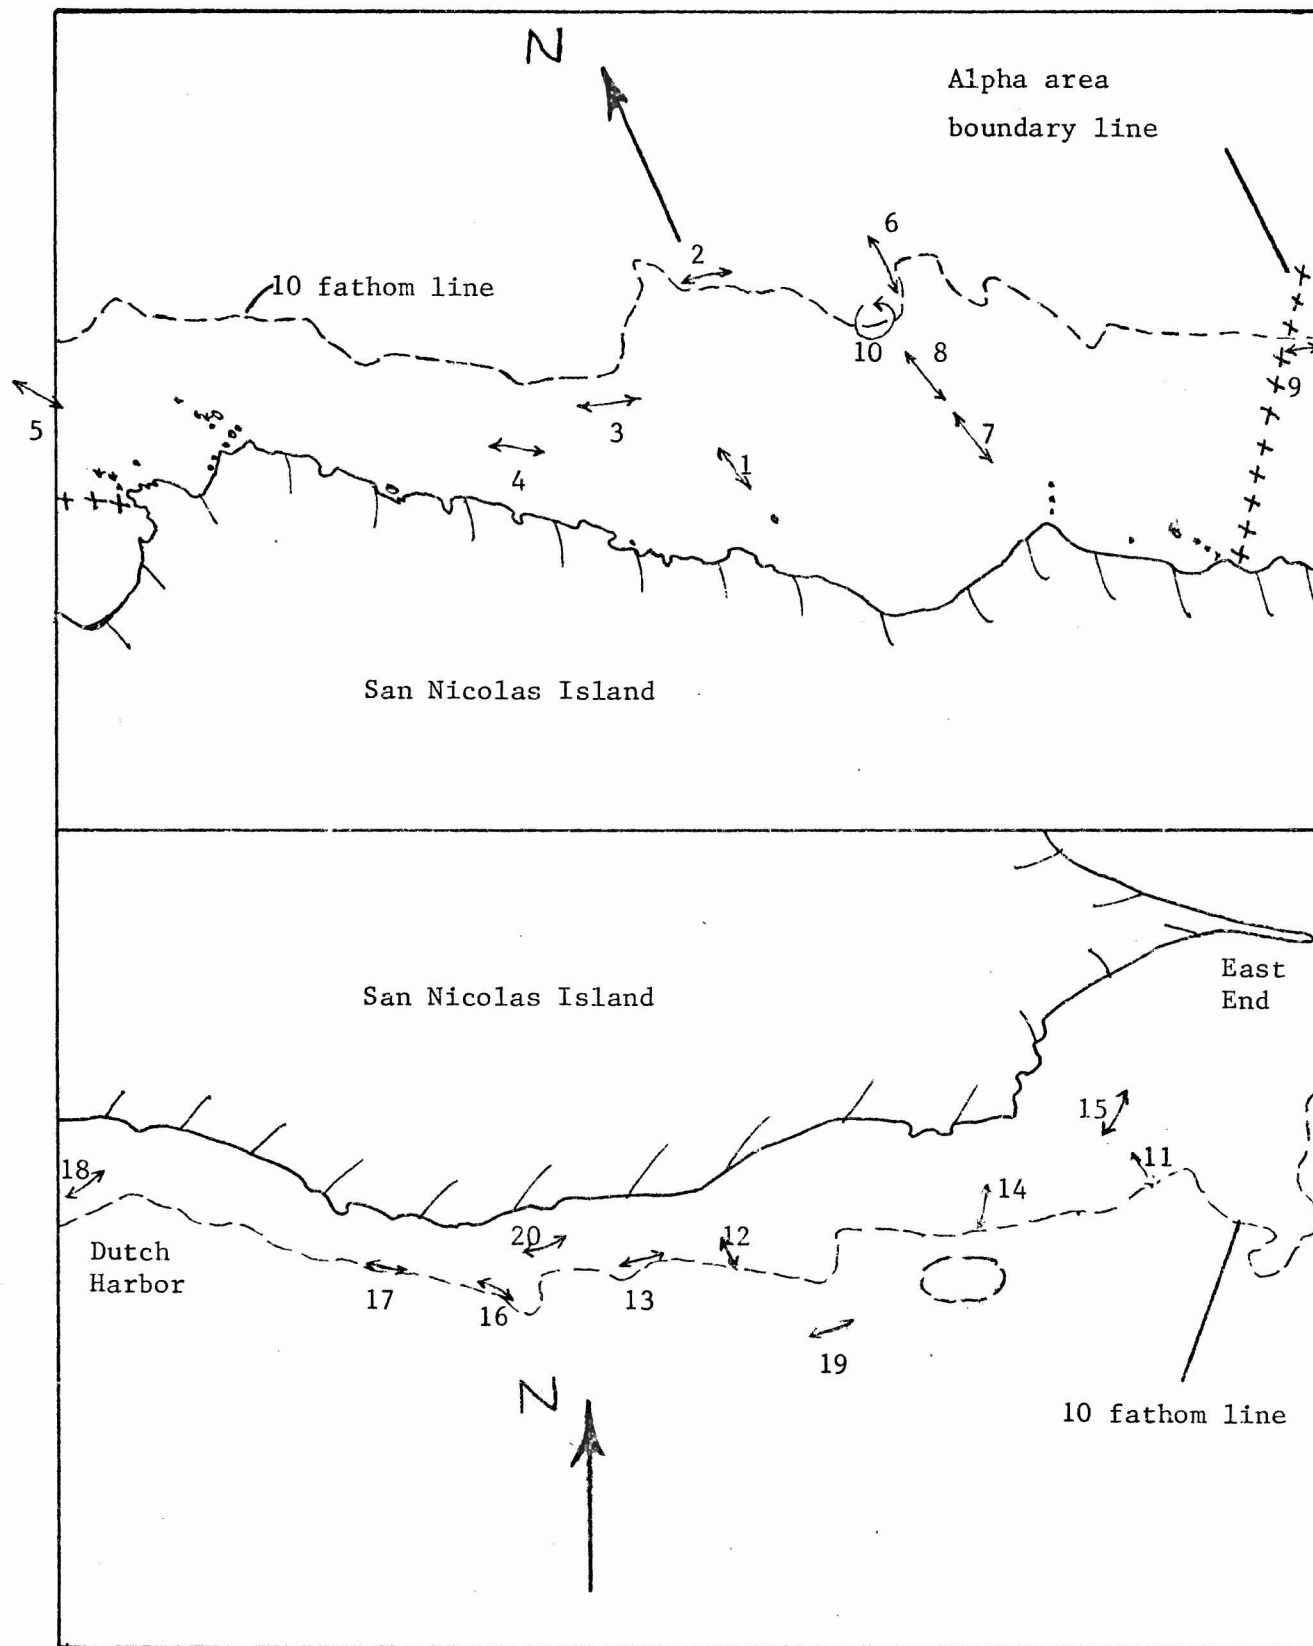 N
Alpha area
boundary line
6
2
10 fathom line
10
8
9
5
3
7
4
1
San Nicolas Island
San Nicolas Island
East
End
15
18
11
14
20
12
Dutch
Harbor
17
16
13
19
N
10 fathom line